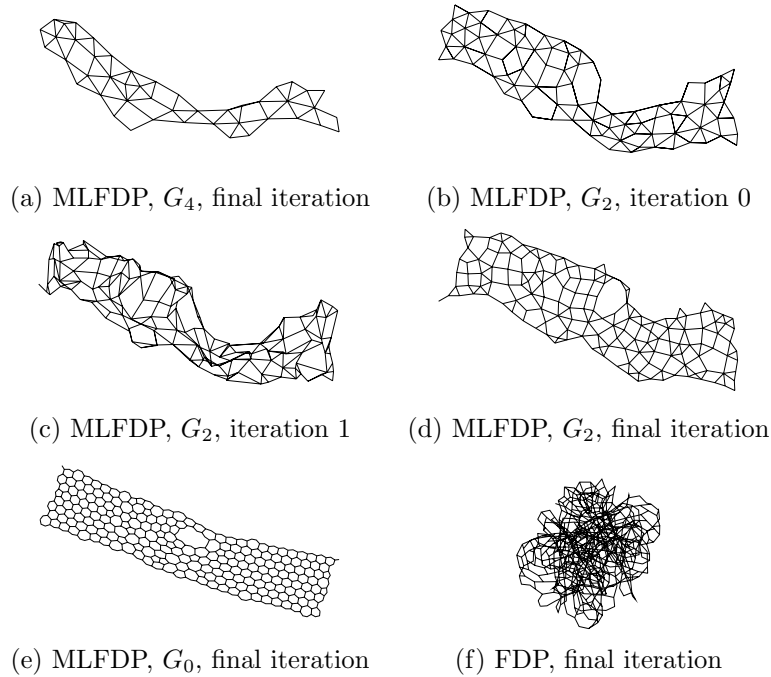 (a) MLFDP, G₄, final iteration
(b) MLFDP, G₂, iteration 0
(c) MLFDP, G₂, iteration 1
(d) MLFDP, G₂, final iteration
(e) MLFDP, G₀, final iteration
(f) FDP, final iteration